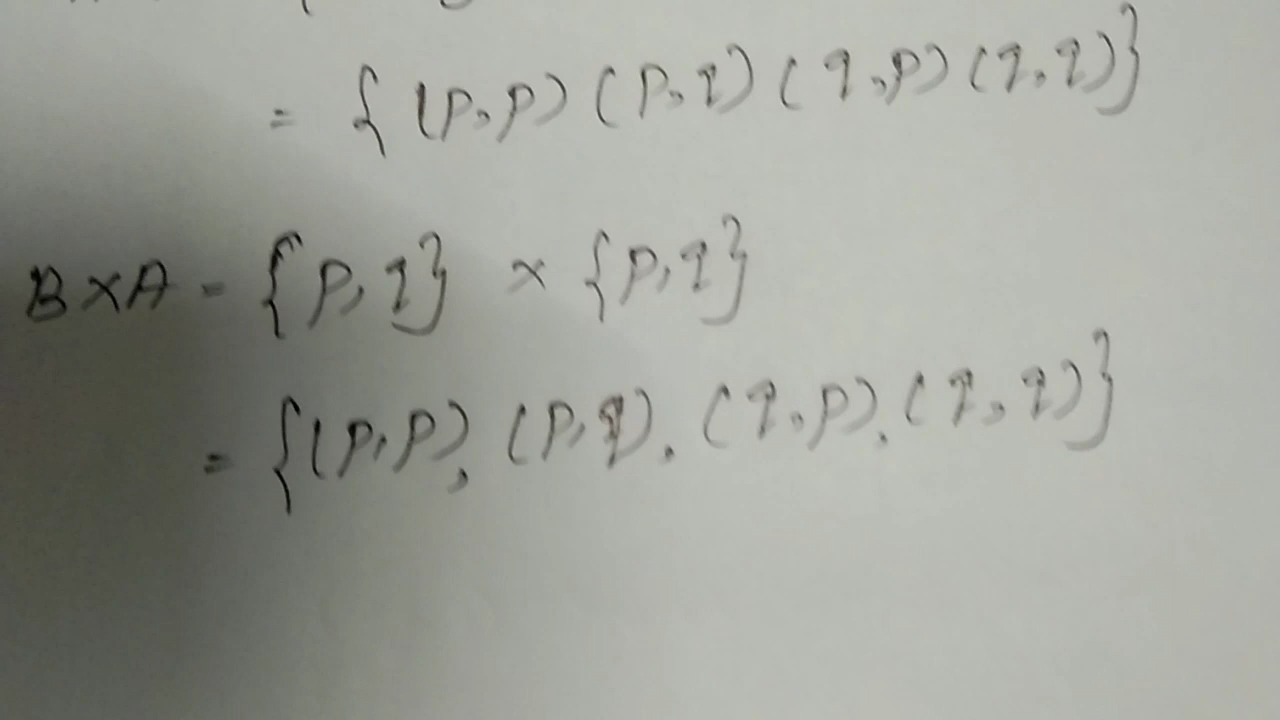 = { (p,p) (p,q) (q,p) (q,q)}
B×A = {p,q} × {p,q}
= {(p,p), (p,q), (q,p), (q,q)}